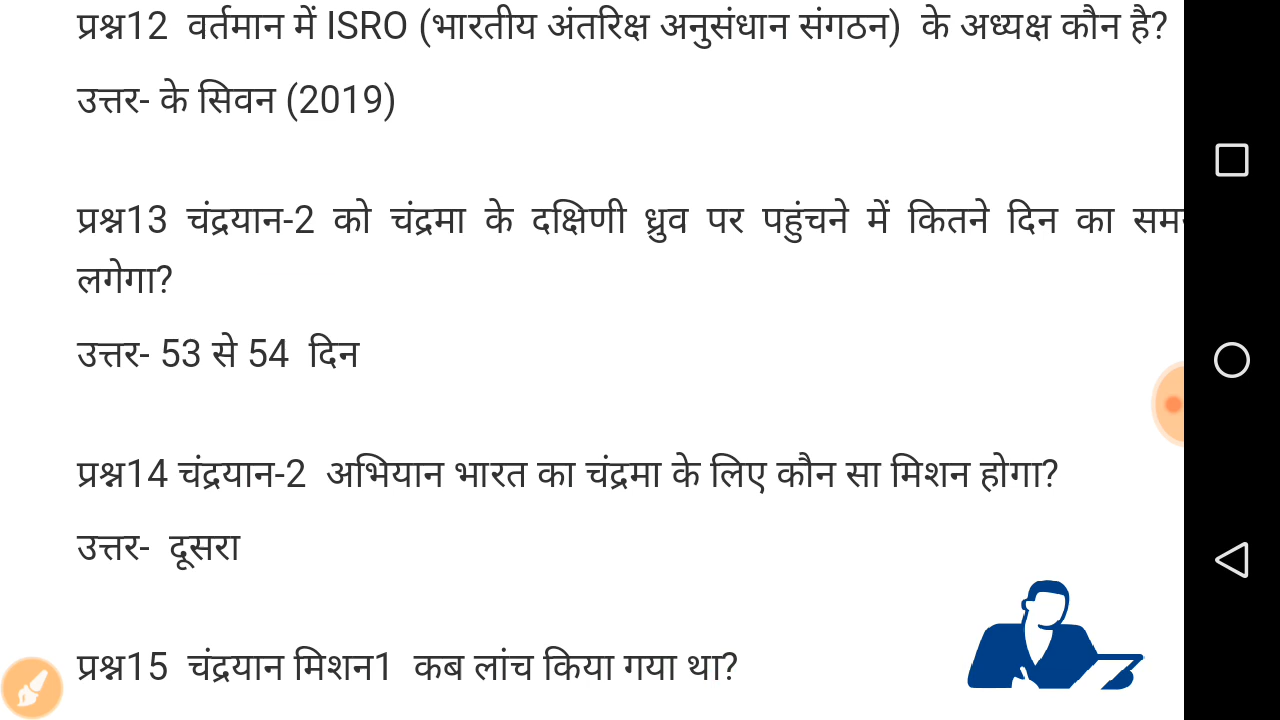 प्रश्न12 वर्तमान में ISRO (भारतीय अंतरिक्ष अनुसंधान संगठन) के अध्यक्ष कौन है?
उत्तर- के सिवन (2019)
प्रश्न13 चंद्रयान-2 को चंद्रमा के दक्षिणी ध्रुव पर पहुंचने में कितने दिन का
लगेगा?
उत्तर- 53 से 54 दिन
प्रश्न14 चंद्रयान-2 अभियान भारत का चंद्रमा के लिए कौन सा मिशन होगा?
उत्तर- दूसरा
प्रश्न15 चंद्रयान मिशन1 कब लांच किया गया था?